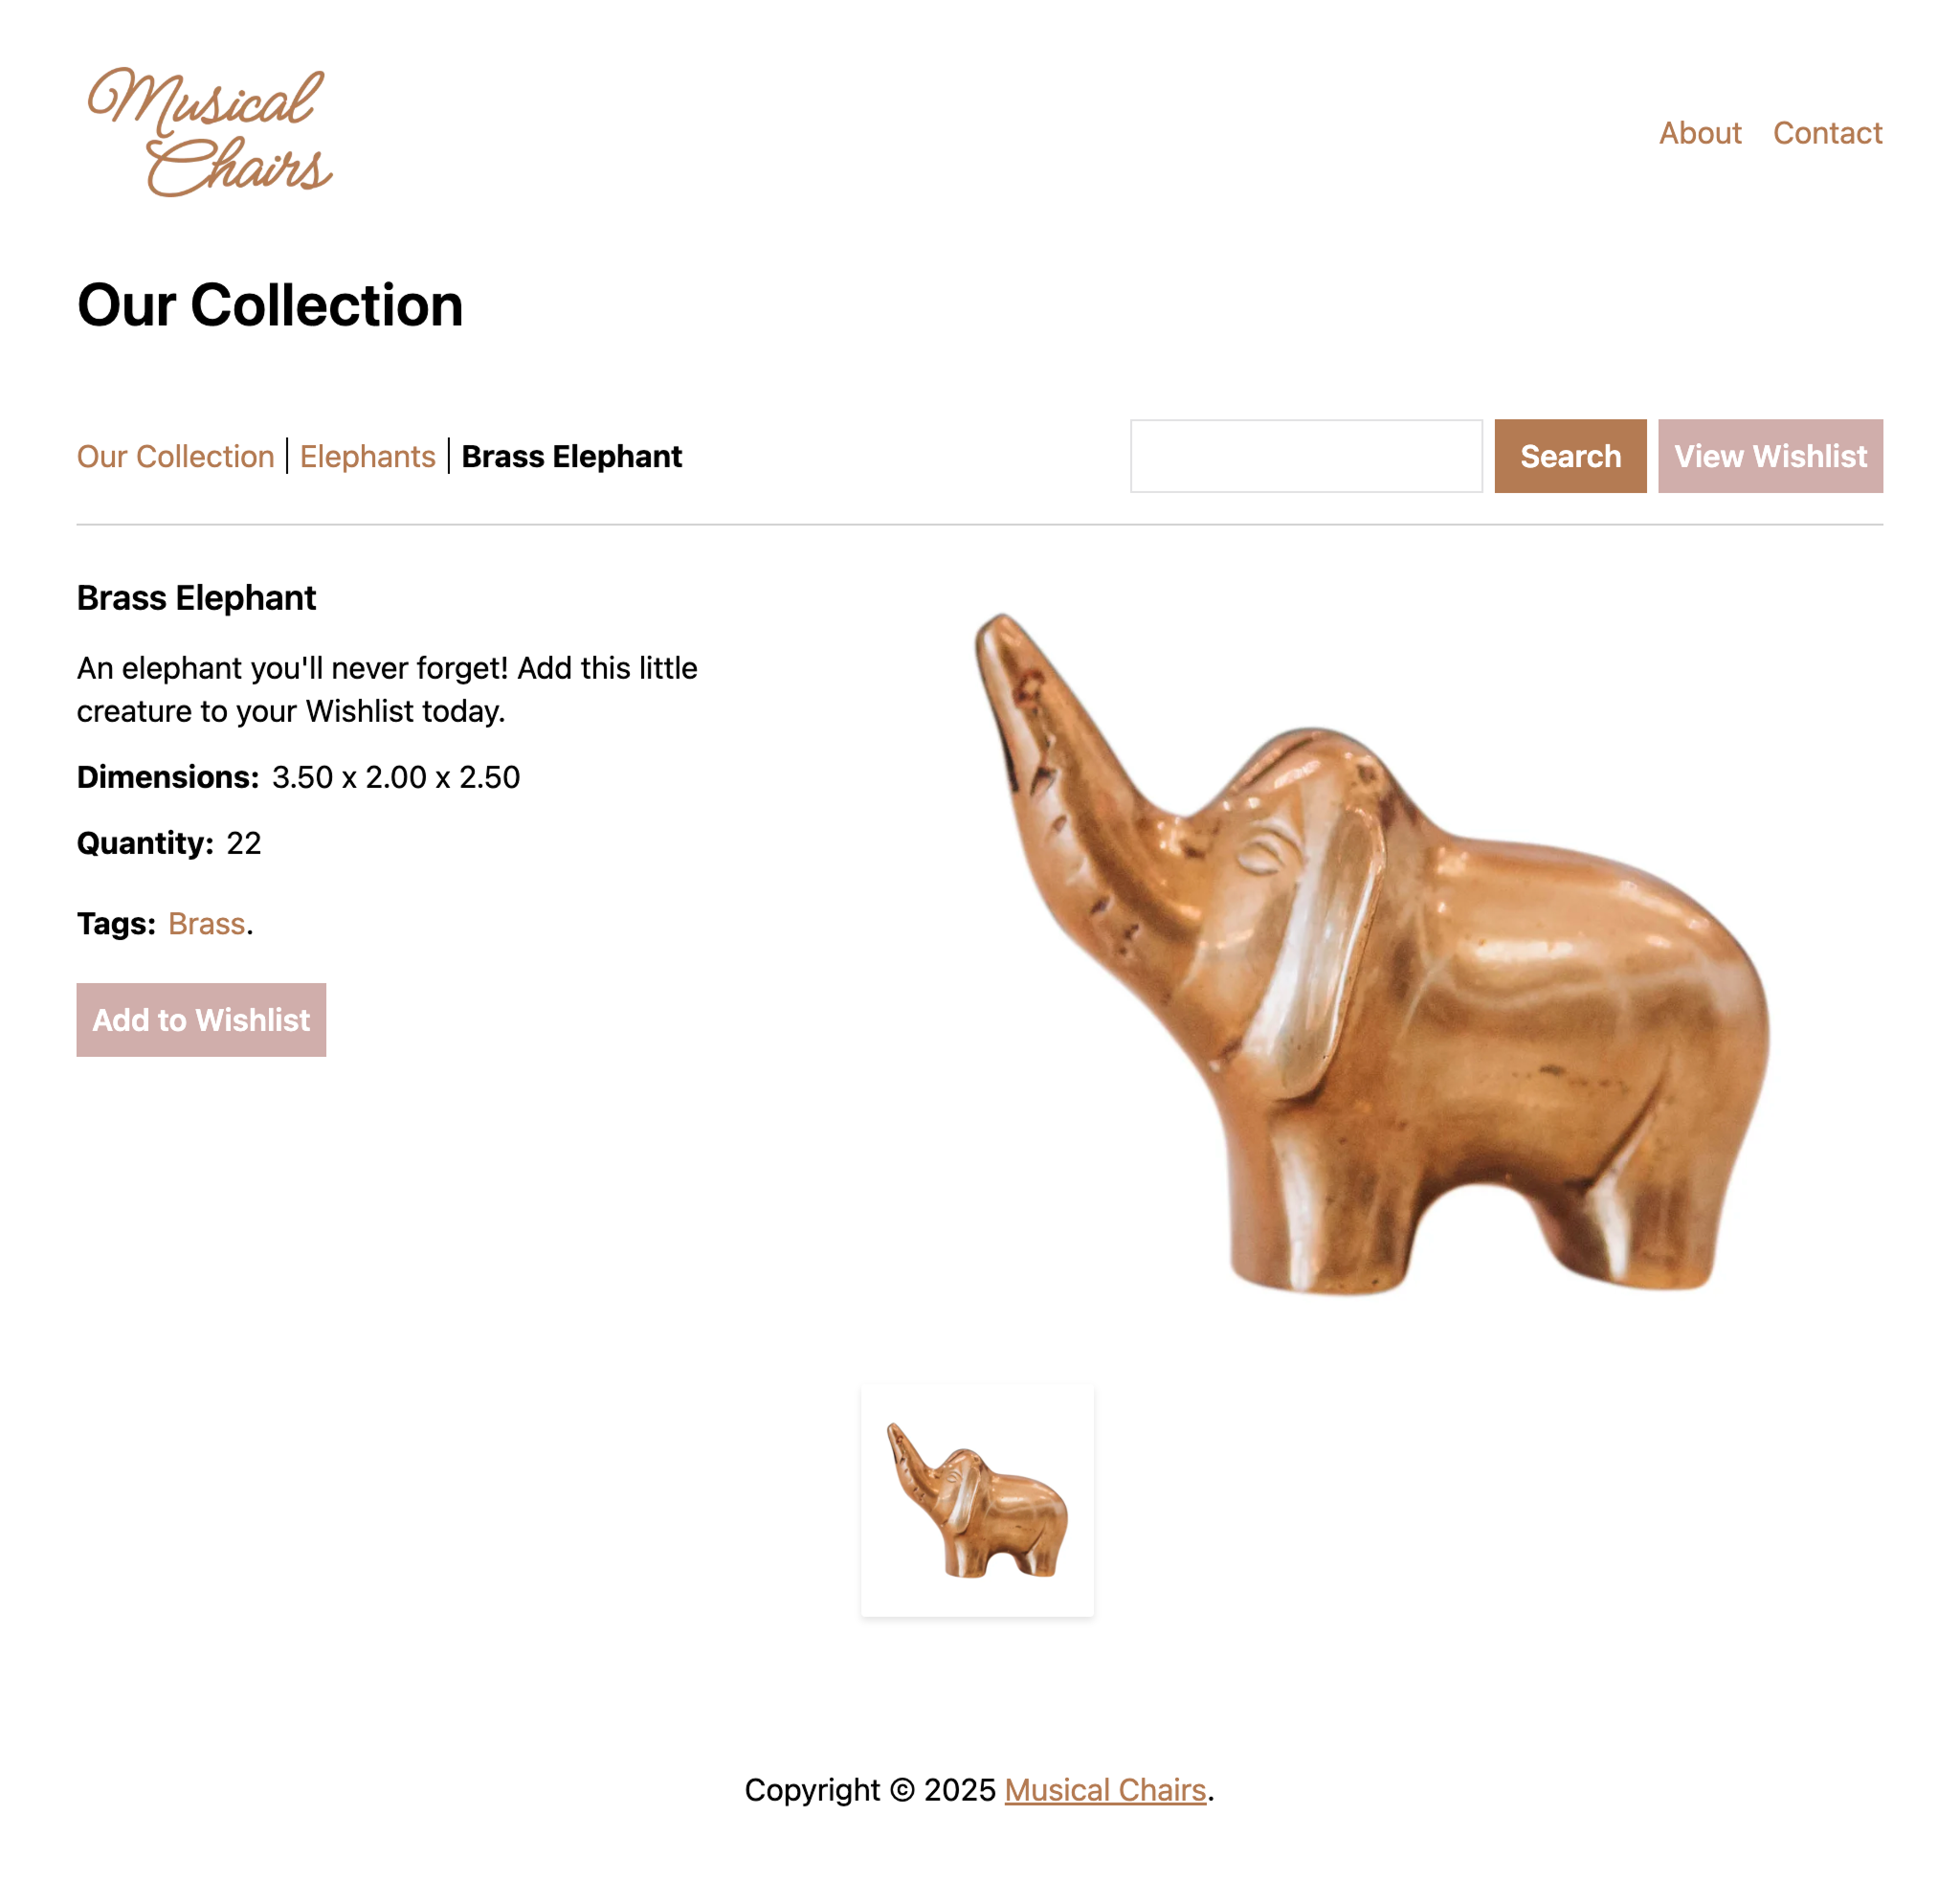 Musical
Chairs
About Contact
Our Collection
Our Collection | Elephants | Brass Elephant
Search View Wishlist
Brass Elephant
An elephant you'll never forget! Add this little
creature to your Wishlist today.
Dimensions: 3.50 x 2.00 x 2.50
Quantity: 22
Tags: Brass.
Add to Wishlist
Copyright © 2025 Musical Chairs.